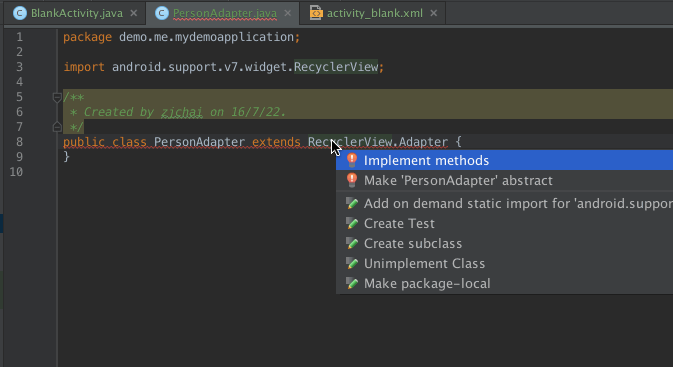 BlankActivity.java PersonAdapter.java activity_blank.xml
1 package demo.me.mydemoapplication;
2
3 import android.support.v7.widget.RecyclerView;
4
5 /**
6 * Created by zjchai on 16/7/22.
7 */
8 public class PersonAdapter extends RecyclerView.Adapter {
9 }
10
Implement methods
Make 'PersonAdapter' abstract
Add on demand static import for 'android.suppor
Create Test
Create subclass
Unimplement Class
Make package-local